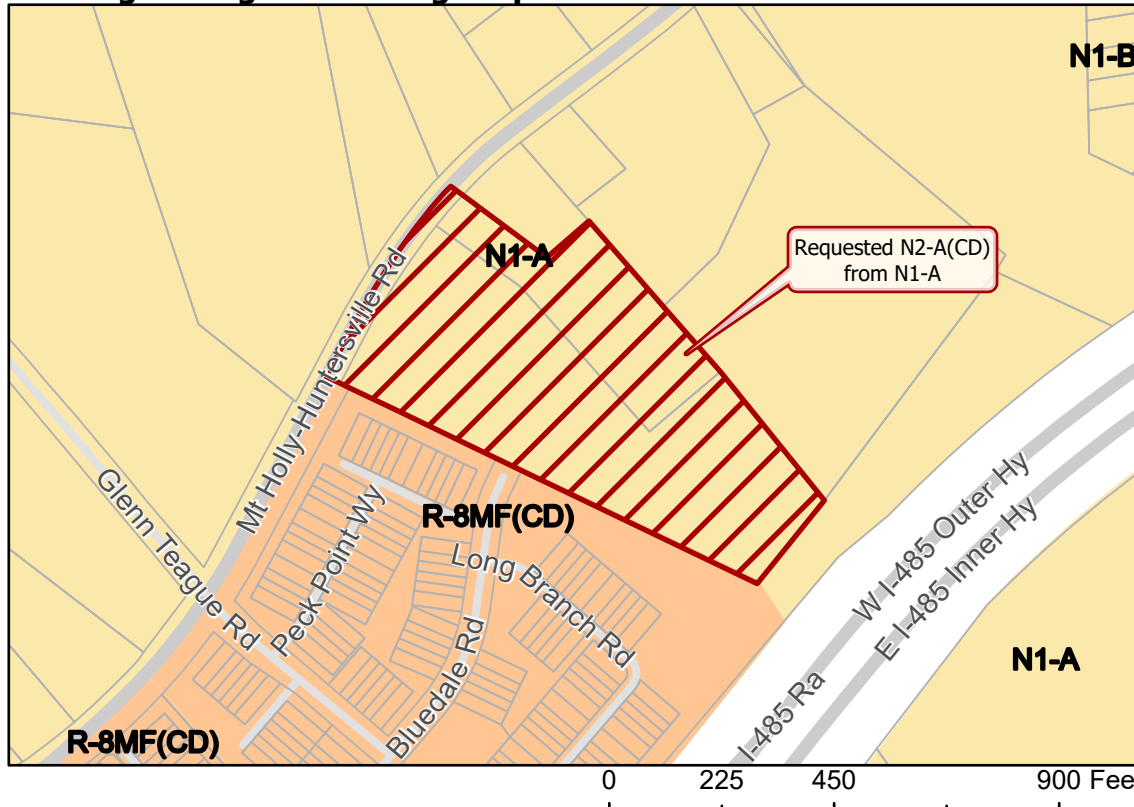 N1-B
Requested N2-A(CD)
from N1-A
N1-A
Mt Holly-Huntersville Rd
Glenn Teague Rd
Peck Point Wy
R-8MF(CD)
Long Branch Rd
Bluedale Rd
W I-485 Outer Hy
E I-485 Inner Hy
I-485 Ra
N1-A
R-8MF(CD)
0 225 450 900 Fee